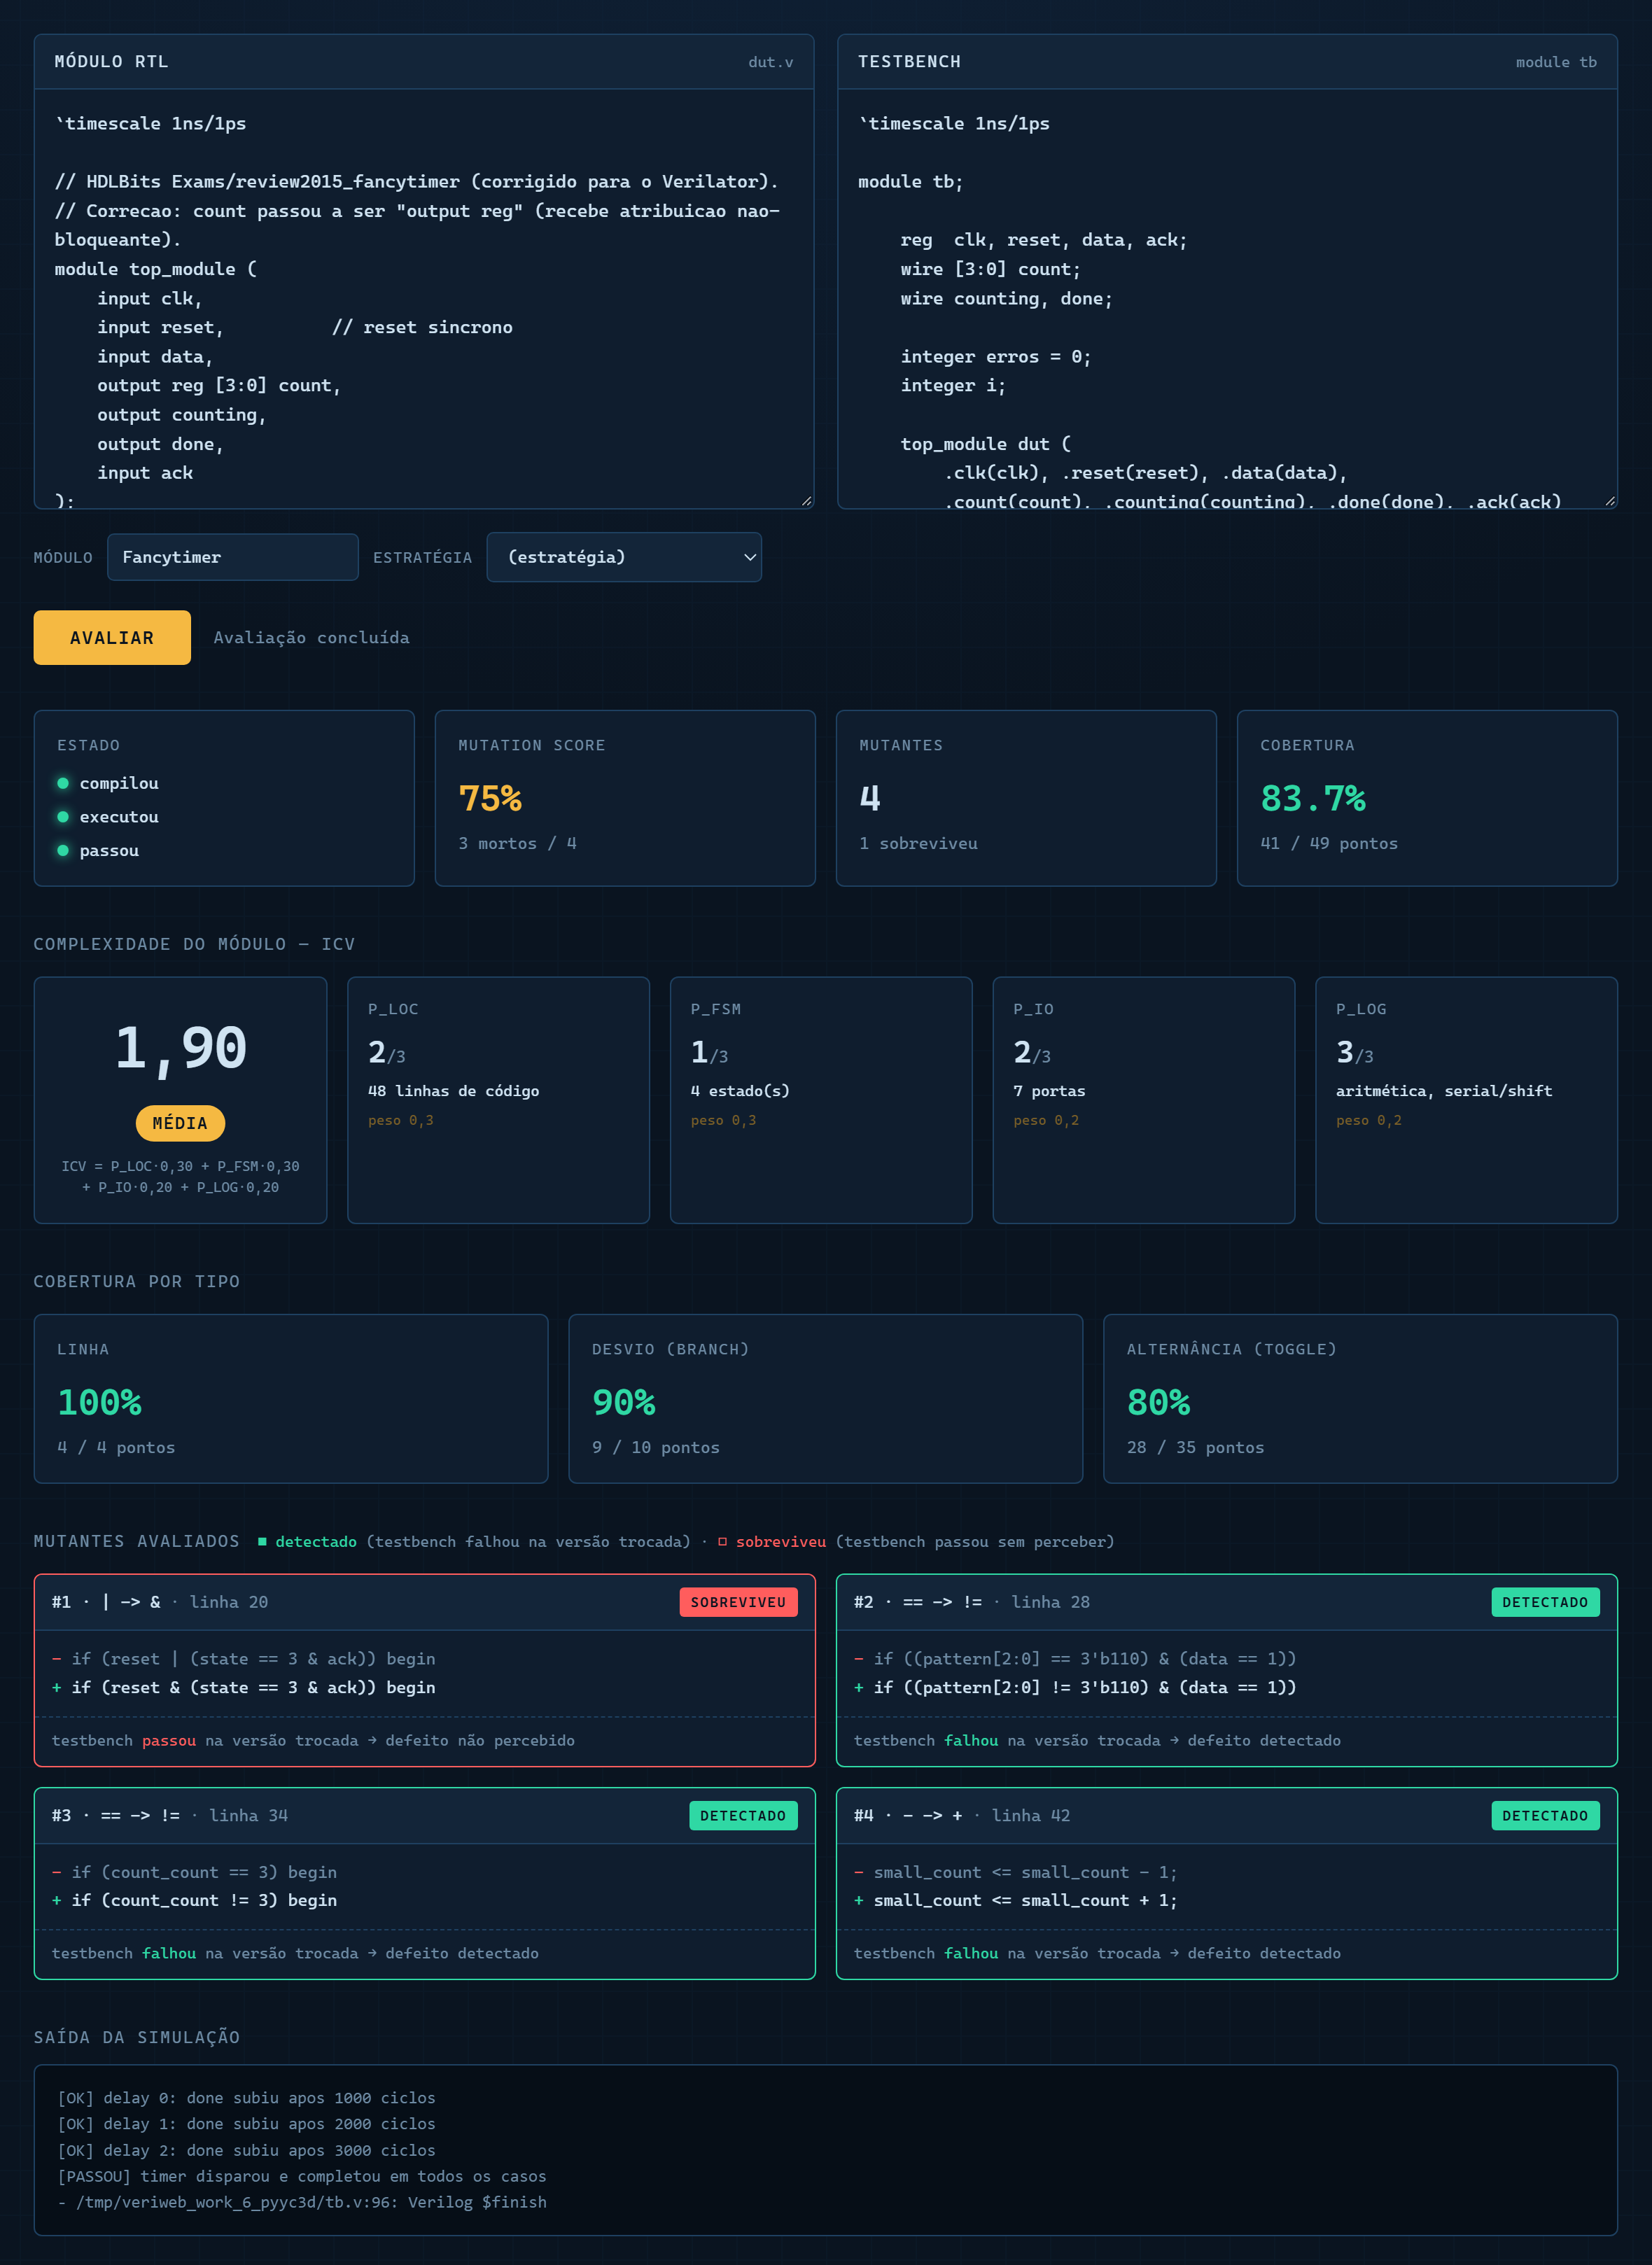 MÓDULO RTL
dut.v
`timescale 1ns/1ps
// HDLBits Exams/review2015_fancytimer (corrigido para o Verilator).
// Correcao: count passou a ser "output reg" (recebe atribuicao nao-
bloqueante).
module top_module (
    input clk,
    input reset,          // reset sincrono
    input data,
    output reg [3:0] count,
    output counting,
    output done,
    input ack
);
TESTBENCH
module tb
`timescale 1ns/1ps
module tb;
    reg  clk, reset, data, ack;
    wire [3:0] count;
    wire counting, done;
    integer erros = 0;
    integer i;
    top_module dut (
        .clk(clk), .reset(reset), .data(data),
        .count(count), .counting(counting), .done(done), .ack(ack)
MÓDULO
Fancytimer
ESTRATÉGIA
(estratégia)
AVALIAR
Avaliação concluída
ESTADO
compilou
executou
passou
MUTATION SCORE
75%
3 mortos / 4
MUTANTES
4
1 sobreviveu
COBERTURA
83.7%
41 / 49 pontos
COMPLEXIDADE DO MÓDULO — ICV
1,90
MÉDIA
ICV = P_LOC·0,30 + P_FSM·0,30
+ P_IO·0,20 + P_LOG·0,20
P_LOC
2/3
48 linhas de código
peso 0,3
P_FSM
1/3
4 estado(s)
peso 0,3
P_IO
2/3
7 portas
peso 0,2
P_LOG
3/3
aritmética, serial/shift
peso 0,2
COBERTURA POR TIPO
LINHA
100%
4 / 4 pontos
DESVIO (BRANCH)
90%
9 / 10 pontos
ALTERNÂNCIA (TOGGLE)
80%
28 / 35 pontos
MUTANTES AVALIADOS ■ detectado (testbench falhou na versão trocada) · □ sobreviveu (testbench passou sem perceber)
#1 · | -> & · linha 20
SOBREVIVEU
- if (reset | (state == 3 & ack)) begin
+ if (reset & (state == 3 & ack)) begin
testbench passou na versão trocada → defeito não percebido
#2 · == -> != · linha 28
DETECTADO
- if ((pattern[2:0] == 3'b110) & (data == 1))
+ if ((pattern[2:0] != 3'b110) & (data == 1))
testbench falhou na versão trocada → defeito detectado
#3 · == -> != · linha 34
DETECTADO
- if (count_count == 3) begin
+ if (count_count != 3) begin
testbench falhou na versão trocada → defeito detectado
#4 · - -> + · linha 42
DETECTADO
- small_count <= small_count - 1;
+ small_count <= small_count + 1;
testbench falhou na versão trocada → defeito detectado
SAÍDA DA SIMULAÇÃO
[OK] delay 0: done subiu apos 1000 ciclos
[OK] delay 1: done subiu apos 2000 ciclos
[OK] delay 2: done subiu apos 3000 ciclos
[PASSOU] timer disparou e completou em todos os casos
- /tmp/veriweb_work_6_pyyc3d/tb.v:96: Verilog $finish